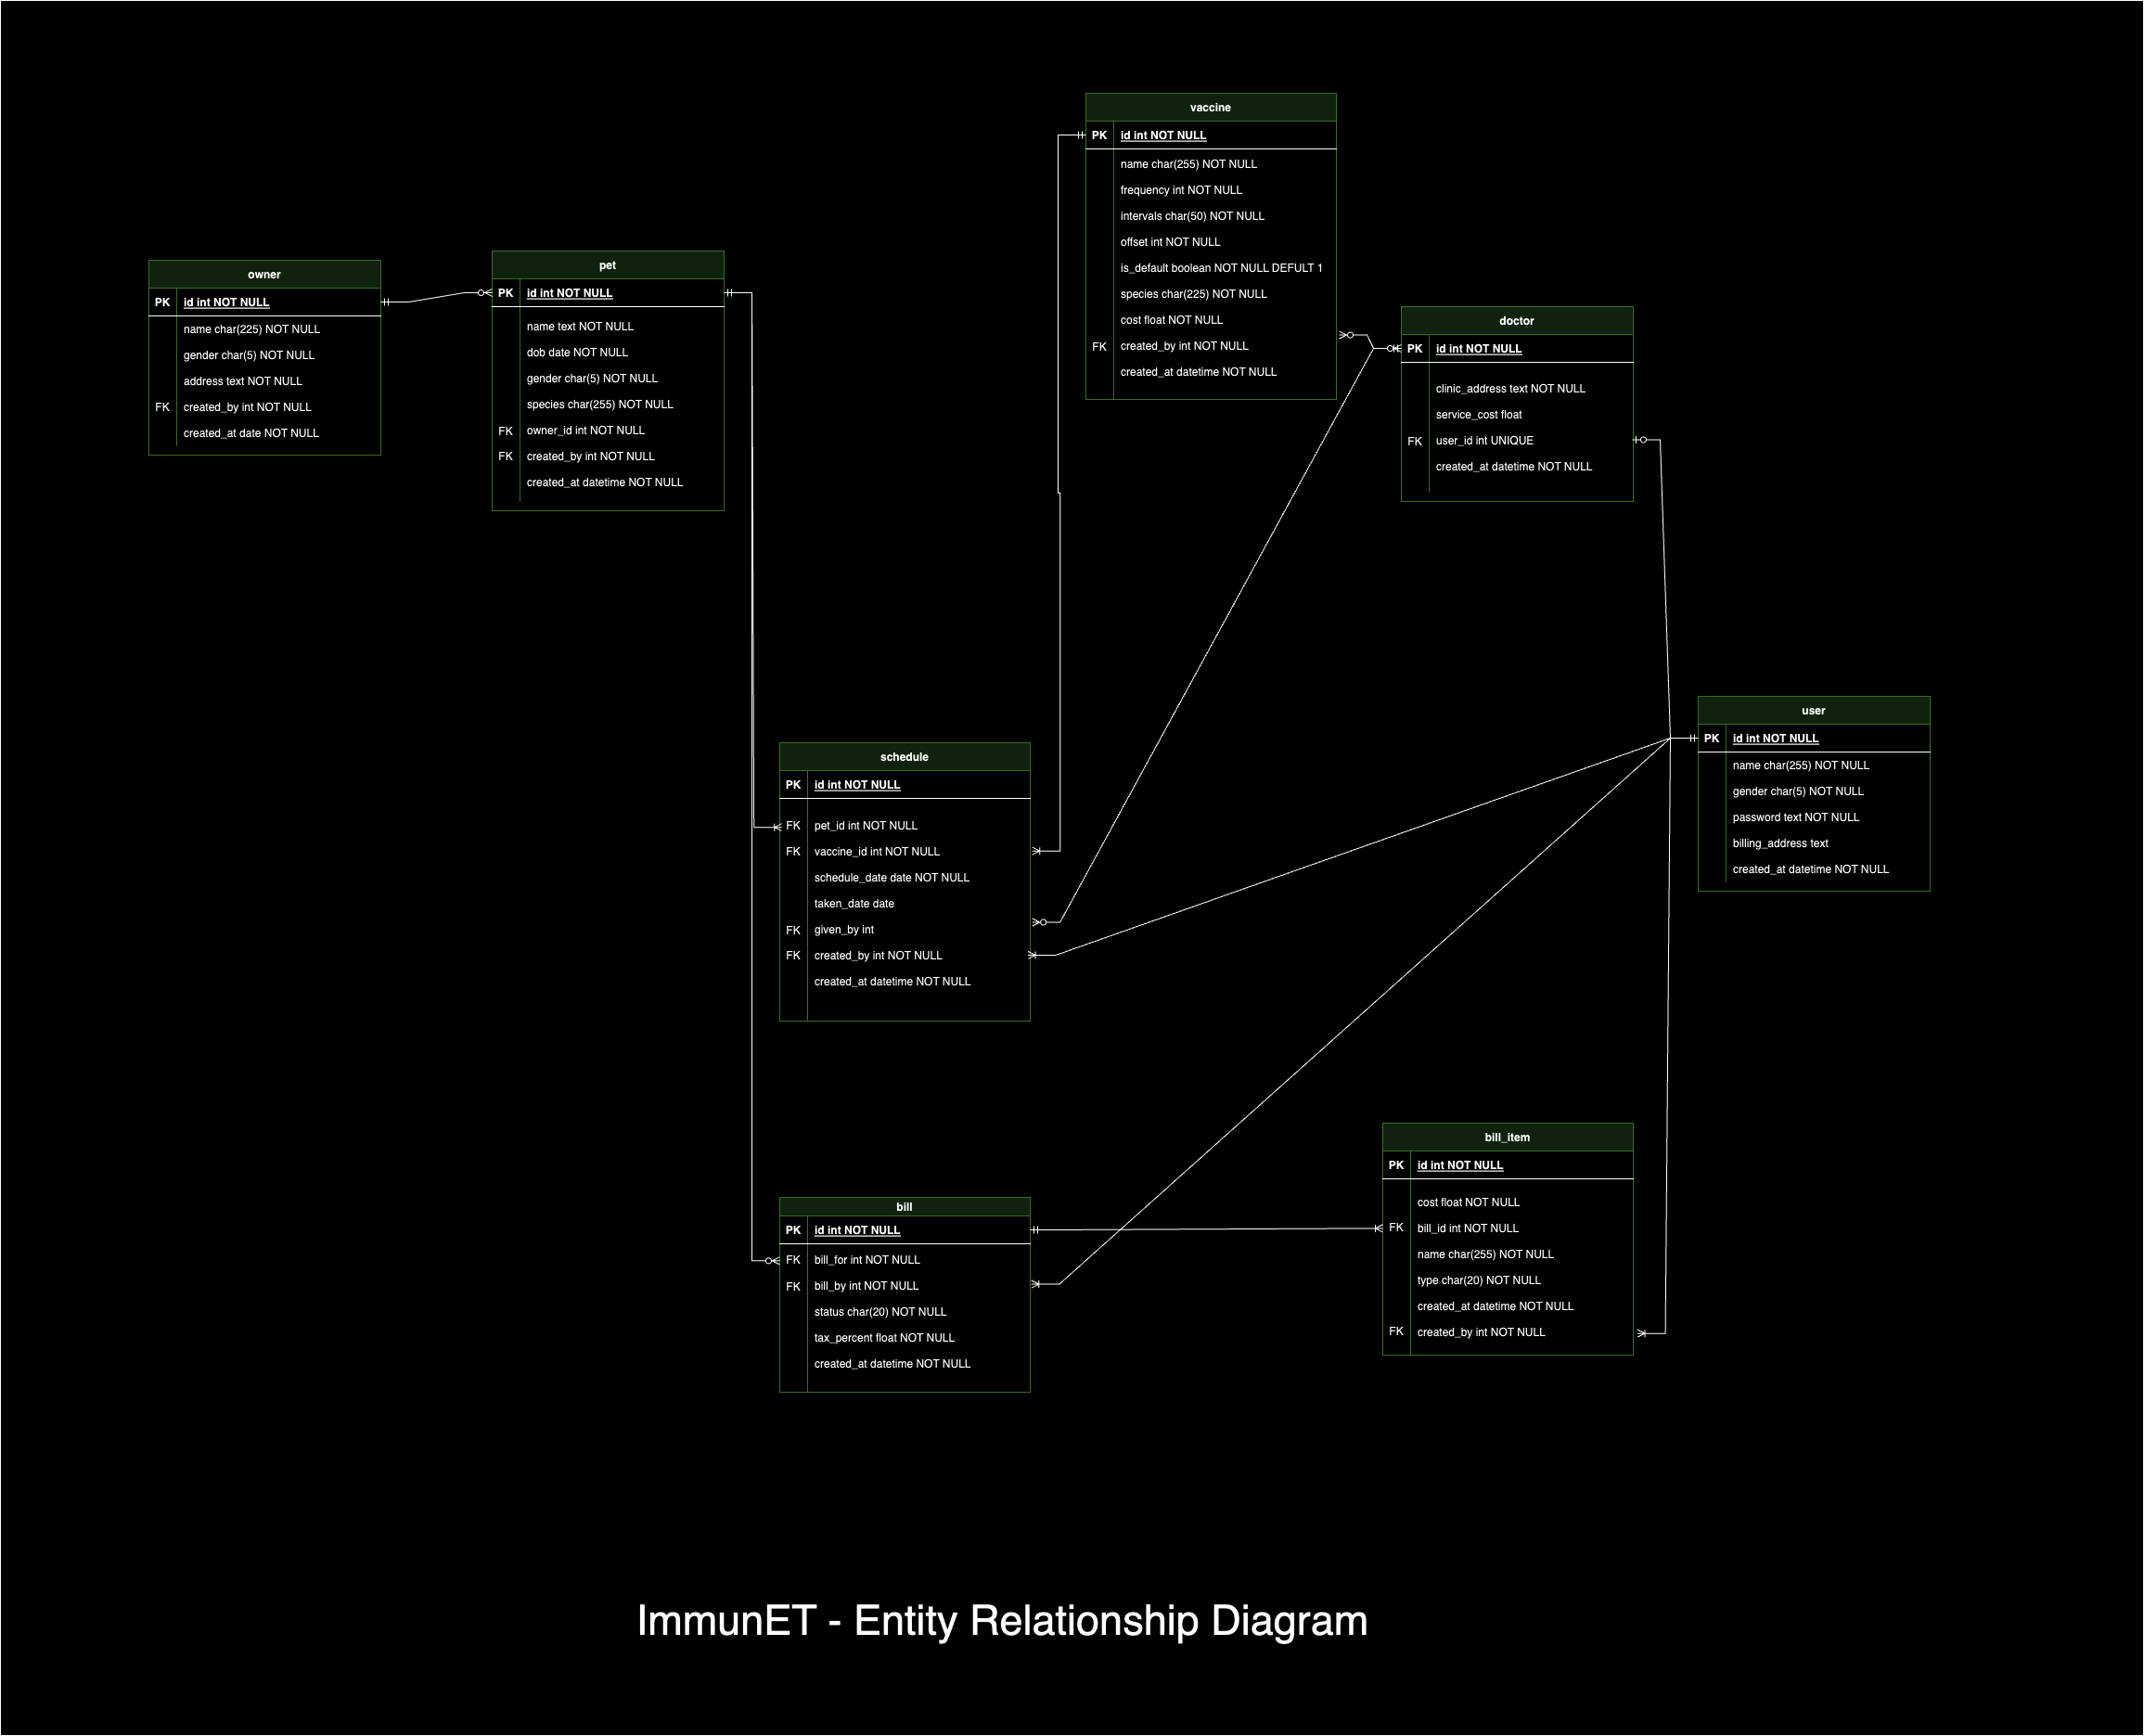 vaccine
PK id int NOT NULL
name char(255) NOT NULL
frequency int NOT NULL
intervals char(50) NOT NULL
offset int NOT NULL
is_default boolean NOT NULL DEFULT 1
species char(225) NOT NULL
cost float NOT NULL
FK created_by int NOT NULL
created_at datetime NOT NULL
owner
PK id int NOT NULL
name char(225) NOT NULL
gender char(5) NOT NULL
address text NOT NULL
FK created_by int NOT NULL
created_at date NOT NULL
pet
PK id int NOT NULL
name text NOT NULL
dob date NOT NULL
gender char(5) NOT NULL
species char(255) NOT NULL
FK owner_id int NOT NULL
FK created_by int NOT NULL
created_at datetime NOT NULL
doctor
PK id int NOT NULL
clinic_address text NOT NULL
service_cost float
FK user_id int UNIQUE
created_at datetime NOT NULL
user
PK id int NOT NULL
name char(255) NOT NULL
gender char(5) NOT NULL
password text NOT NULL
billing_address text
created_at datetime NOT NULL
schedule
PK id int NOT NULL
FK pet_id int NOT NULL
FK vaccine_id int NOT NULL
schedule_date date NOT NULL
taken_date date
FK given_by int
FK created_by int NOT NULL
created_at datetime NOT NULL
bill
PK id int NOT NULL
FK bill_for int NOT NULL
FK bill_by int NOT NULL
status char(20) NOT NULL
tax_percent float NOT NULL
created_at datetime NOT NULL
bill_item
PK id int NOT NULL
cost float NOT NULL
FK bill_id int NOT NULL
name char(255) NOT NULL
type char(20) NOT NULL
created_at datetime NOT NULL
FK created_by int NOT NULL
ImmunET - Entity Relationship Diagram